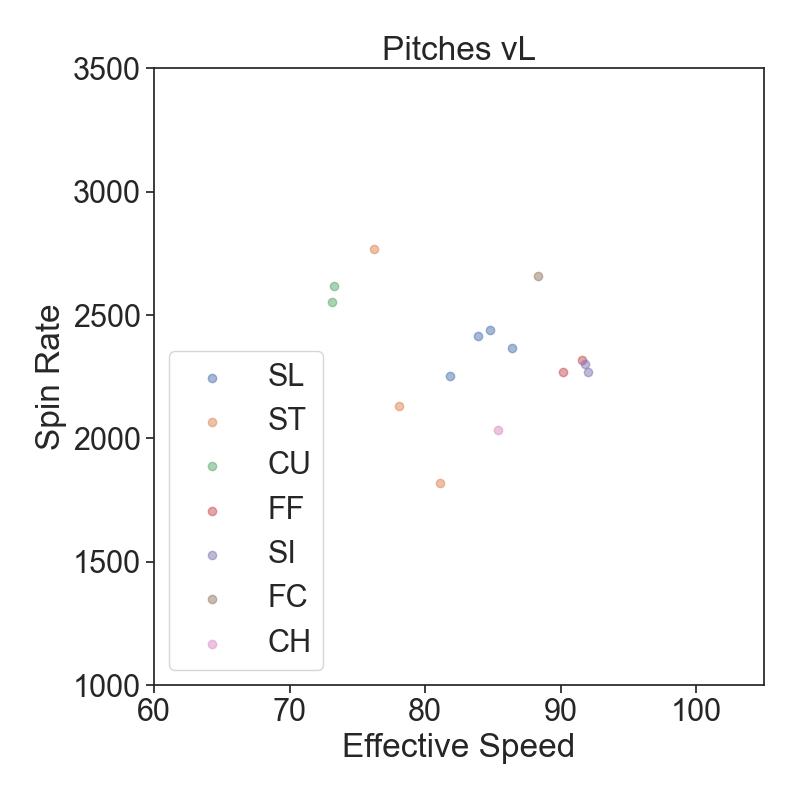 Pitches vL
3500
3000
2500
2000
1500
1000
Spin Rate
SL
ST
CU
FF
SI
FC
CH
60 70 80 90 100
Effective Speed